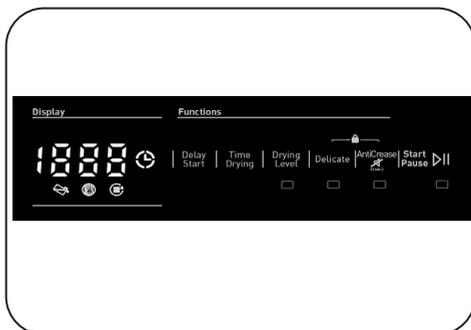 Display
Functions
1888
Delay Start
Time Drying
Drying Level
Delicate
AntiCrease
Start Pause